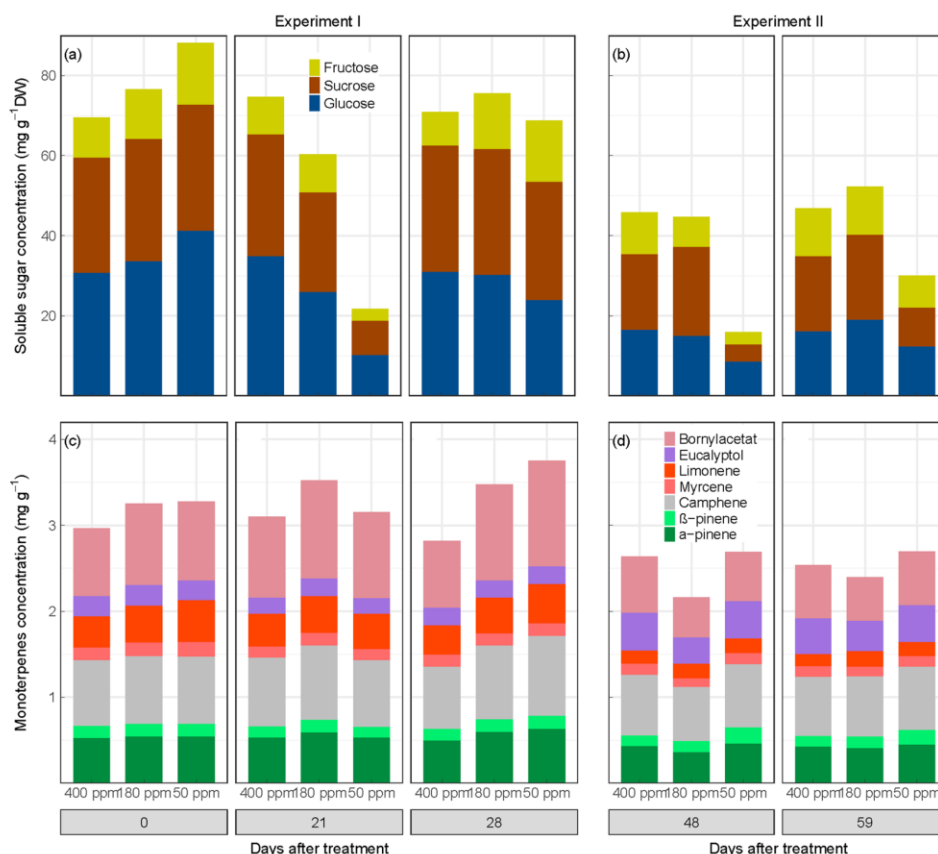 Experiment I
Experiment II
(a)
Fructose
Sucrose
Glucose
(b)
Soluble sugar concentration (mg g⁻¹DW)
80
60
40
20
(c)
(d)
Bornylacetat
Eucalyptol
Limonene
Myrcene
Camphene
ß-pinene
a-pinene
Monoterpenes concentration (mg g⁻¹)
4
3
2
1
400 ppm 180 ppm 50 ppm 400 ppm 180 ppm 50 ppm 400 ppm 180 ppm 50 ppm 400 ppm 180 ppm 50 ppm 400 ppm 180 ppm 50 ppm
0 21 28 48 59
Days after treatment Days after treatment